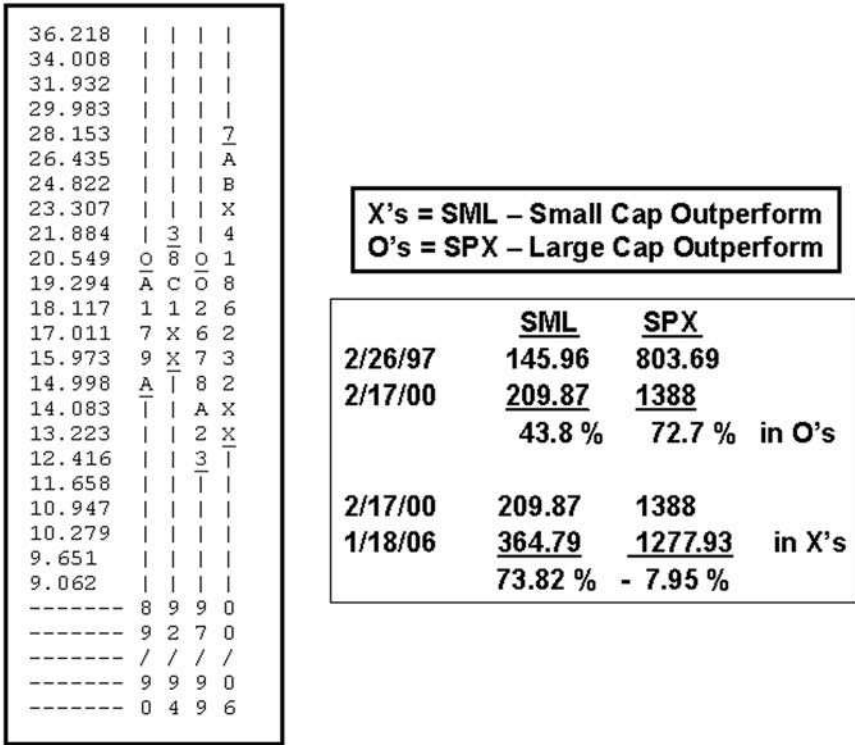 36.218 | | | |
34.008 | | | |
31.932 | | | |
29.983 | | | |
28.153 | | | 7
26.435 | | | A
24.822 | | | B
23.307 | | | X
21.884 | 3 | 4
20.549 O 8 O 1
19.294 A C O 8
18.117 1 1 2 6
17.011 7 X 6 2
15.973 9 X 7 3
14.998 A | 8 2
14.083 | | A X
13.223 | | 2 X
12.416 | | 3 |
11.658 | | | |
10.947 | | | |
10.279 | | | |
9.651 | | | |
9.062 | | | |
------- 8 9 9 0
------- 9 2 7 0
------- / / / /
------- 9 9 9 0
------- 0 4 9 6
X's = SML – Small Cap Outperform
O's = SPX – Large Cap Outperform
SML SPX
2/26/97 145.96 803.69
2/17/00 209.87 1388
43.8 % 72.7 % in O's
2/17/00 209.87 1388
1/18/06 364.79 1277.93 in X's
73.82 % - 7.95 %